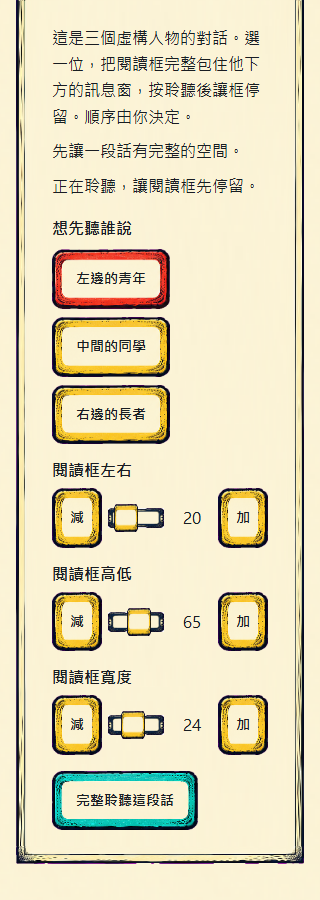 這是三個虛構人物的對話。選
一位，把閱讀框完整包住他下
方的訊息窗，按聆聽後讓框停
留。順序由你決定。
先讓一段話有完整的空間。
正在聆聽，讓閱讀框先停留。
想先聽誰說
左邊的青年
中間的同學
右邊的長者
閱讀框左右
減 20 加
閱讀框高低
減 65 加
閱讀框寬度
減 24 加
完整聆聽這段話